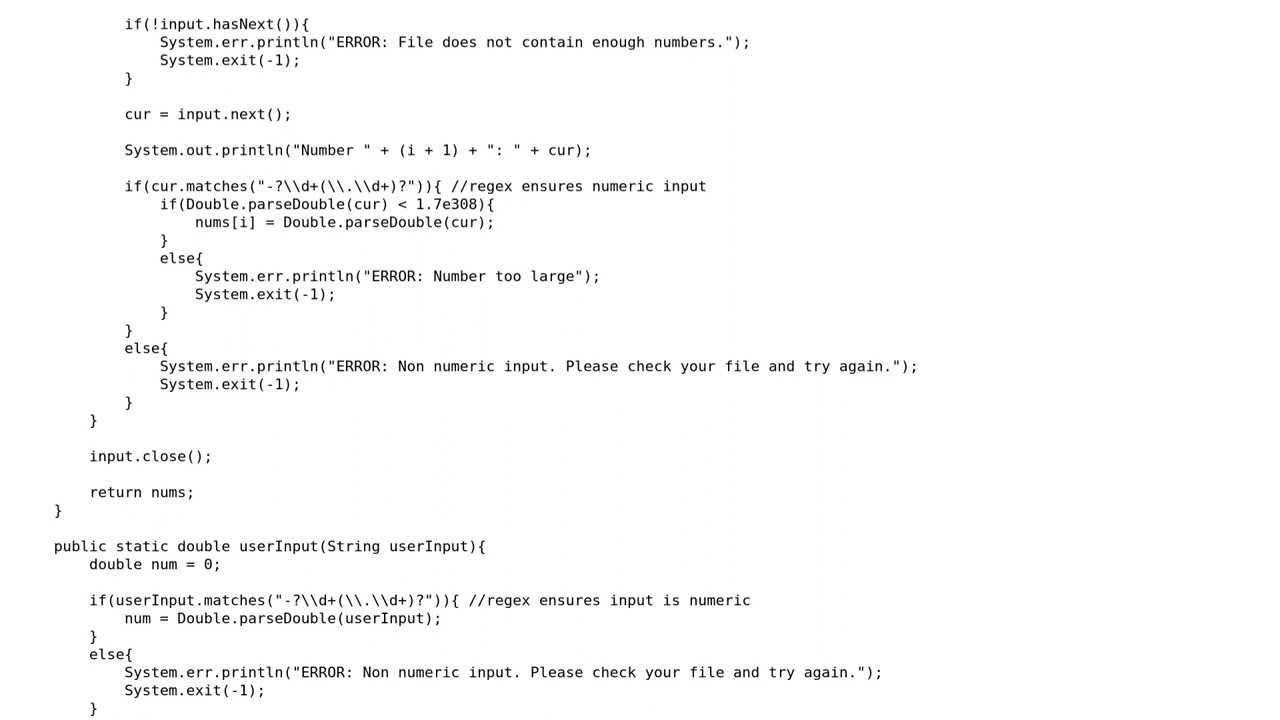 if(!input.hasNext()){
System.err.println("ERROR: File does not contain enough numbers.");
System.exit(-1);
}
cur = input.next();
System.out.println("Number " + (i + 1) + ": " + cur);
if(cur.matches("-?\\d+(\\.\\d+)?")){ //regex ensures numeric input
if(Double.parseDouble(cur) < 1.7e308){
nums[i] = Double.parseDouble(cur);
}
else{
System.err.println("ERROR: Number too large");
System.exit(-1);
}
}
else{
System.err.println("ERROR: Non numeric input. Please check your file and try again.");
System.exit(-1);
}
}
input.close();
return nums;
}
public static double userInput(String userInput){
double num = 0;
if(userInput.matches("-?\\d+(\\.\\d+)?")){ //regex ensures input is numeric
num = Double.parseDouble(userInput);
}
else{
System.err.println("ERROR: Non numeric input. Please check your file and try again.");
System.exit(-1);
}